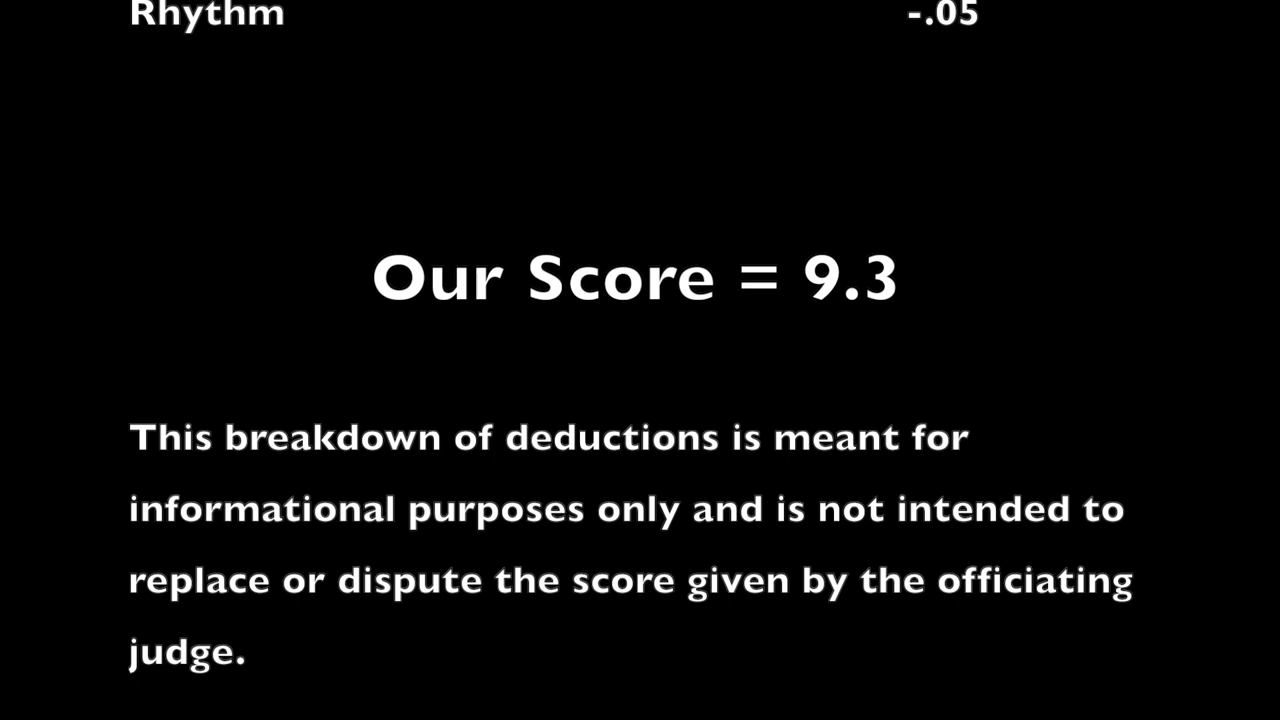 Rhythm -.05
Our Score = 9.3
This breakdown of deductions is meant for
informational purposes only and is not intended to
replace or dispute the score given by the officiating
judge.